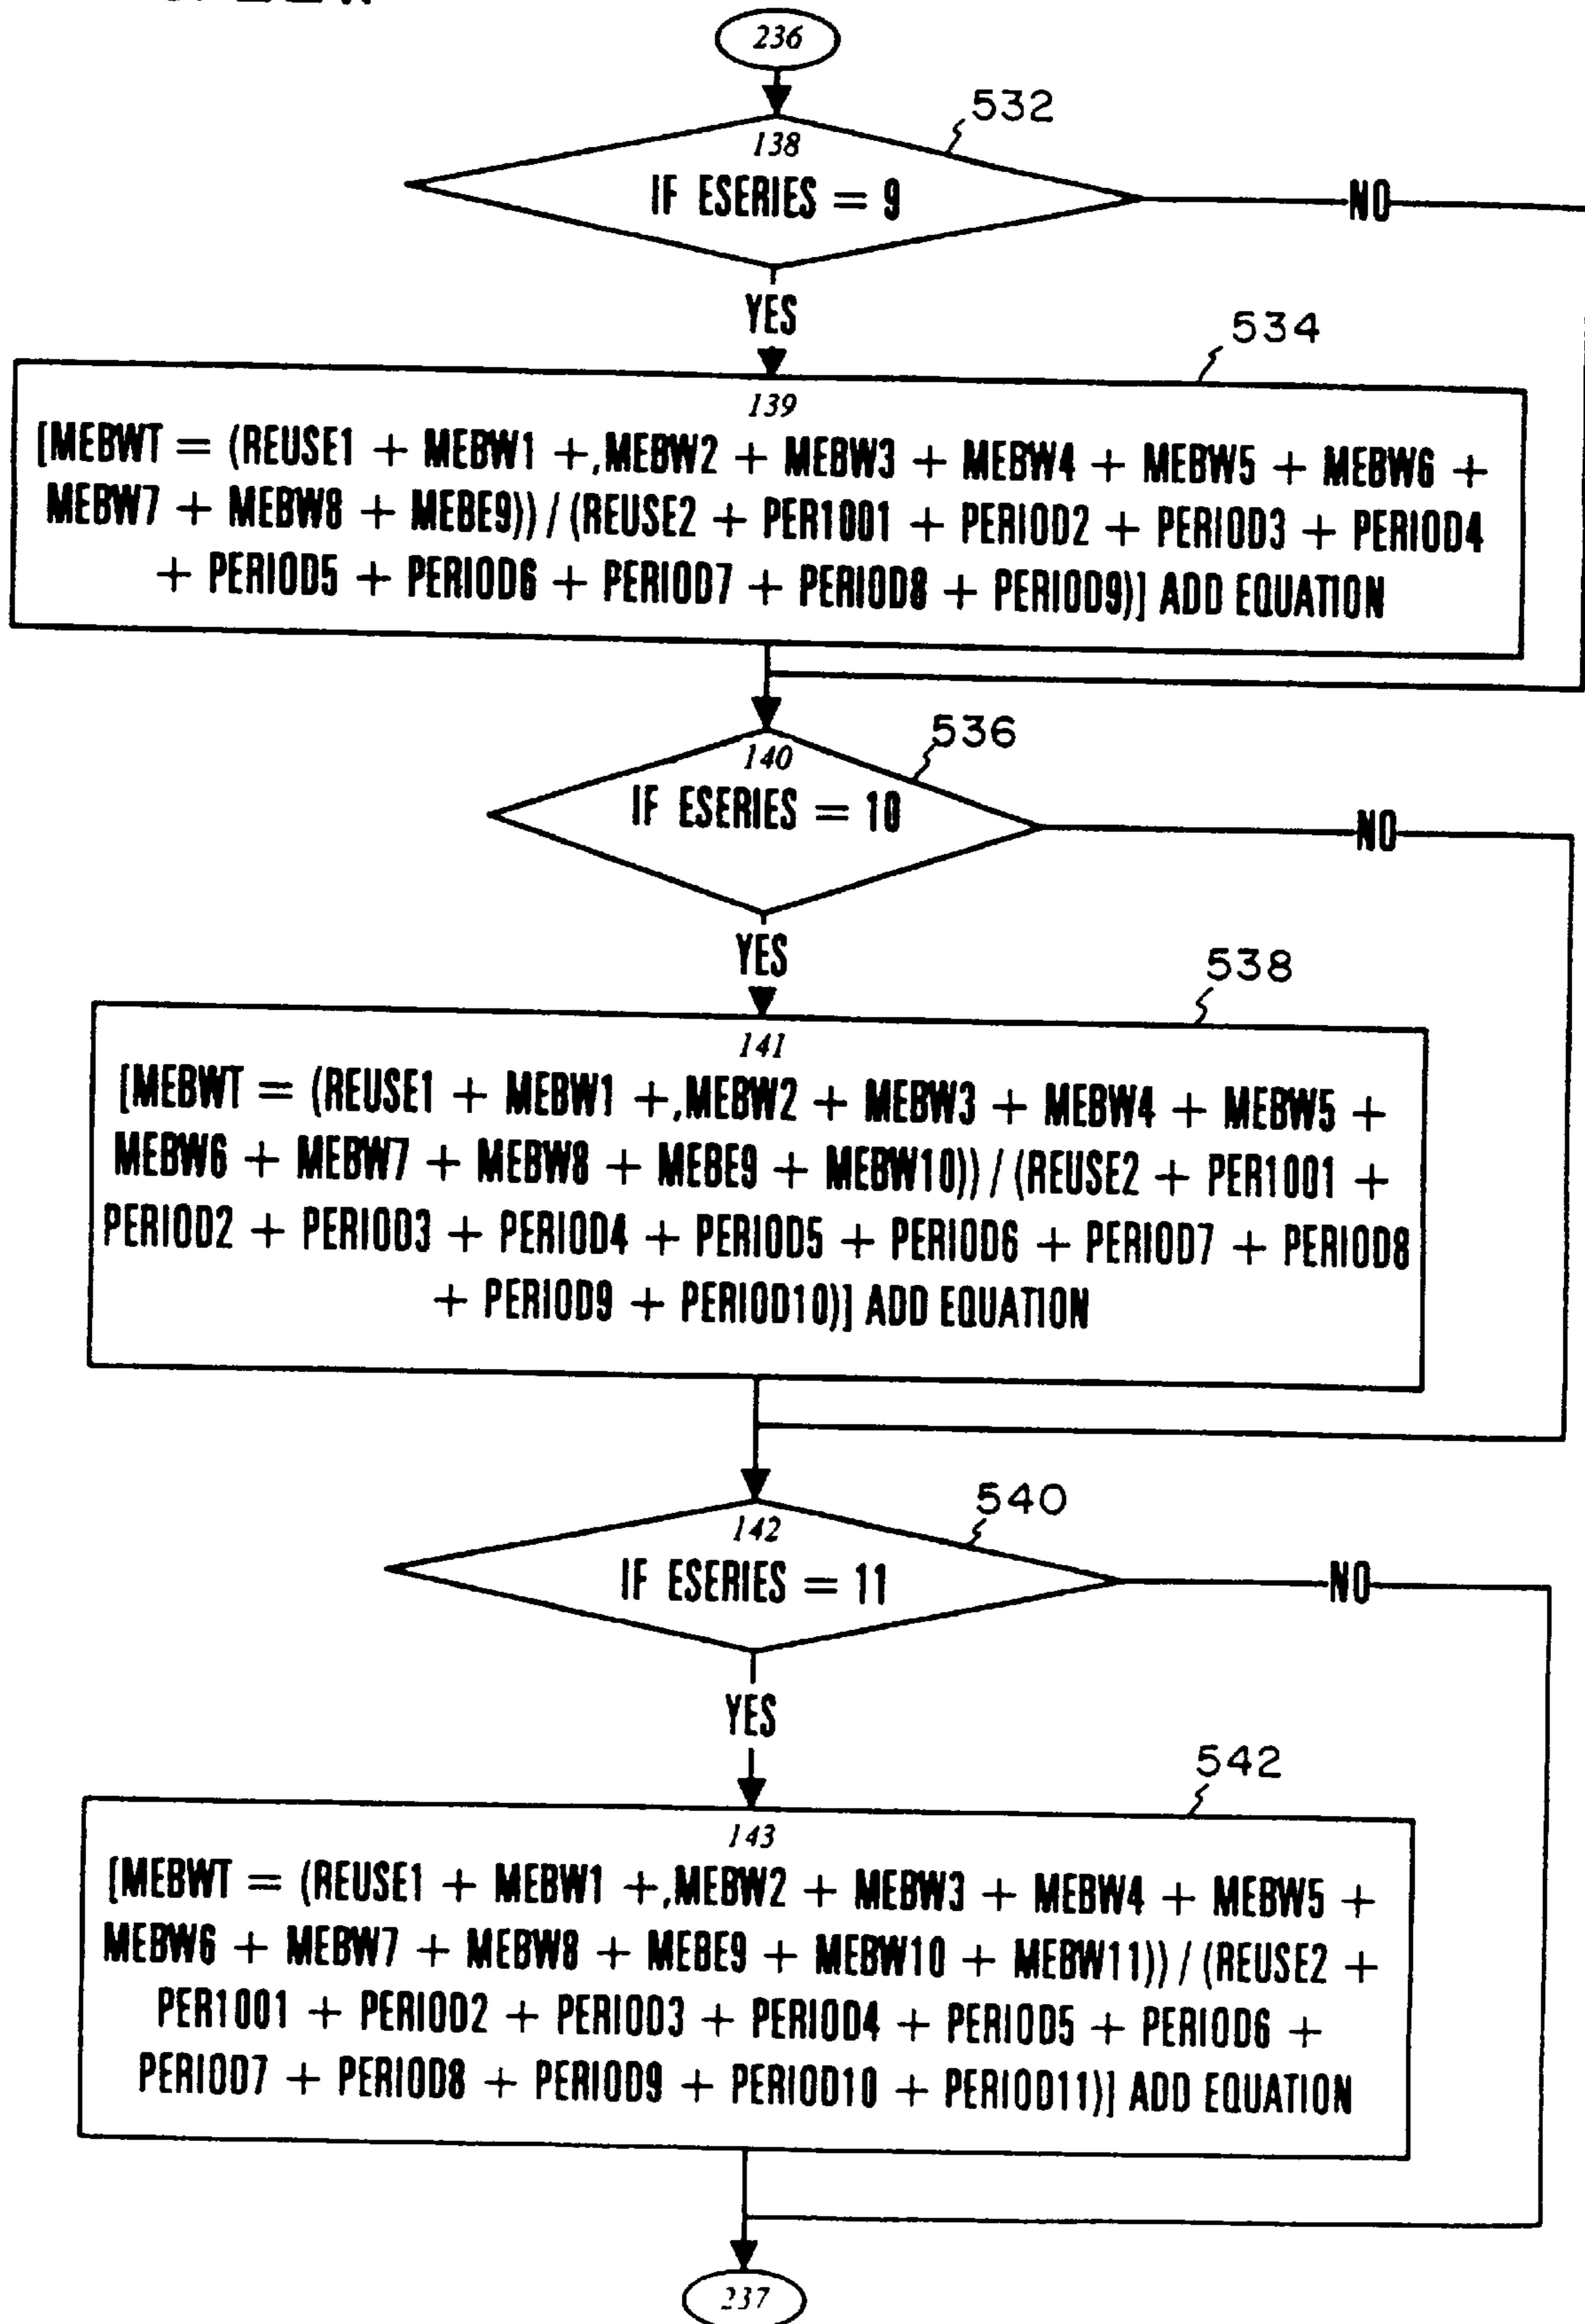 236
532
138
IF ESERIES = 9
NO
YES
534
139
[MEBWT = (REUSE1 + MEBW1 +,MEBW2 + MEBW3 + MEBW4 + MEBW5 + MEBW6 +
MEBW7 + MEBW8 + MEBE9)) / (REUSE2 + PER1001 + PERIOD2 + PERIOD3 + PERIOD4
+ PERIOD5 + PERIOD6 + PERIOD7 + PERIOD8 + PERIOD9)] ADD EQUATION
536
140
IF ESERIES = 10
NO
YES
538
141
[MEBWT = (REUSE1 + MEBW1 +,MEBW2 + MEBW3 + MEBW4 + MEBW5 +
MEBW6 + MEBW7 + MEBW8 + MEBE9 + MEBW10)) / (REUSE2 + PER1001 +
PERIOD2 + PERIOD3 + PERIOD4 + PERIOD5 + PERIOD6 + PERIOD7 + PERIOD8
+ PERIOD9 + PERIOD10)] ADD EQUATION
540
142
IF ESERIES = 11
NO
YES
542
143
[MEBWT = (REUSE1 + MEBW1 +,MEBW2 + MEBW3 + MEBW4 + MEBW5 +
MEBW6 + MEBW7 + MEBW8 + MEBE9 + MEBW10 + MEBW11)) / (REUSE2 +
PER1001 + PERIOD2 + PERIOD3 + PERIOD4 + PERIOD5 + PERIOD6 +
PERIOD7 + PERIOD8 + PERIOD9 + PERIOD10 + PERIOD11)] ADD EQUATION
237